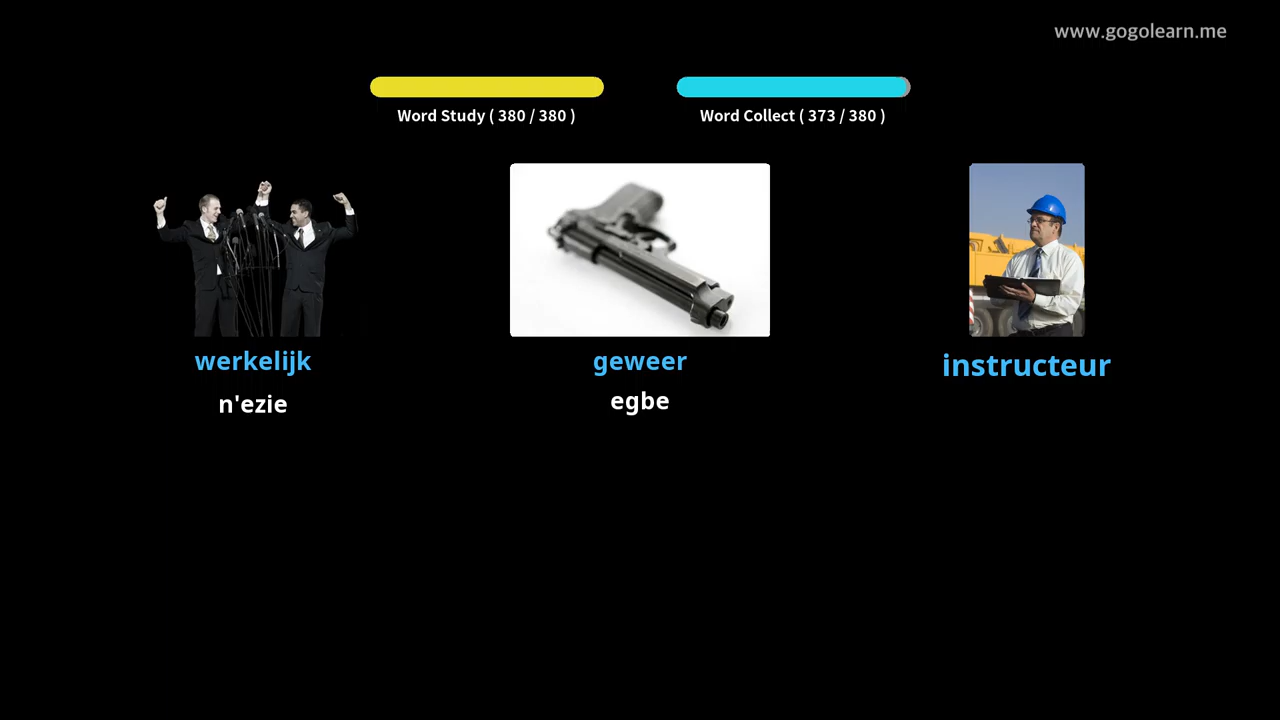 www.gogolearn.me
Word Study ( 380 / 380 )
Word Collect ( 373 / 380 )
werkelijk
geweer
instructeur
n'ezie
egbe